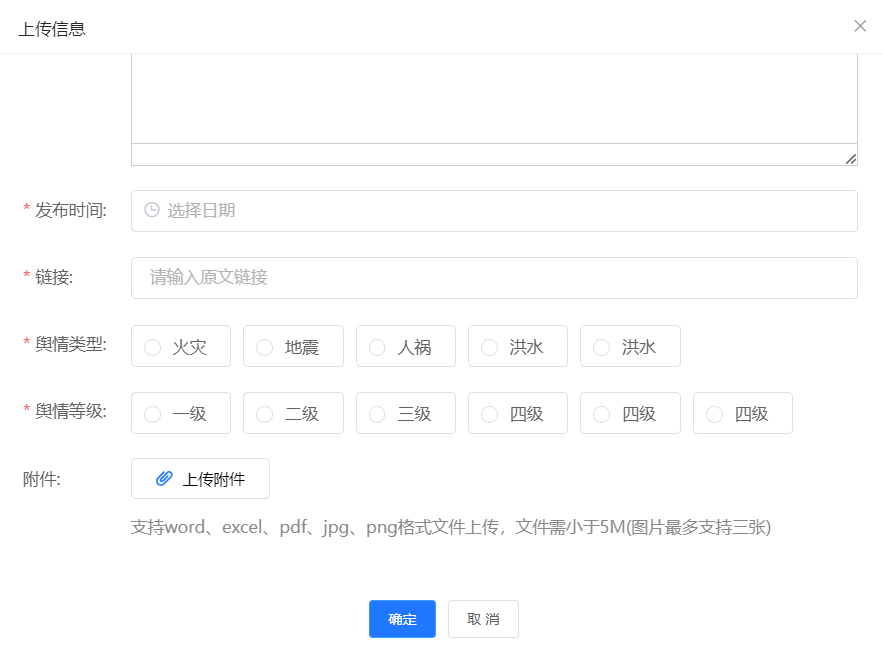 上传信息
* 发布时间: 选择日期
* 链接: 请输入原文链接
* 舆情类型: 火灾 地震 人祸 洪水 洪水
* 舆情等级: 一级 二级 三级 四级 四级 四级
附件: 上传附件
支持word、excel、pdf、jpg、png格式文件上传，文件需小于5M(图片最多支持三张)
确定 取消